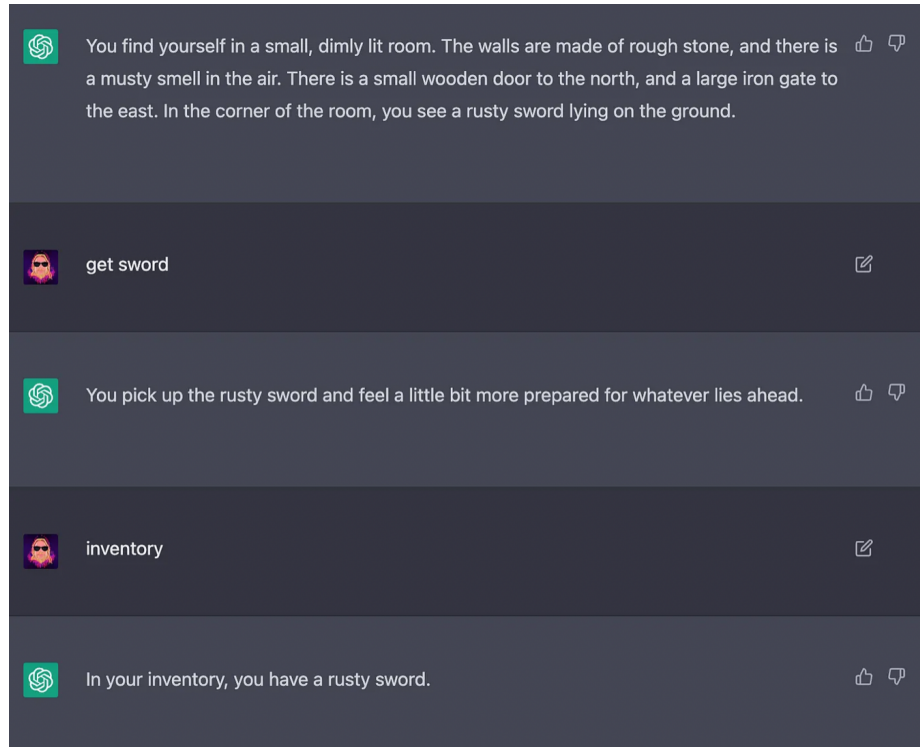 You find yourself in a small, dimly lit room. The walls are made of rough stone, and there is
a musty smell in the air. There is a small wooden door to the north, and a large iron gate to
the east. In the corner of the room, you see a rusty sword lying on the ground.
get sword
You pick up the rusty sword and feel a little bit more prepared for whatever lies ahead.
inventory
In your inventory, you have a rusty sword.